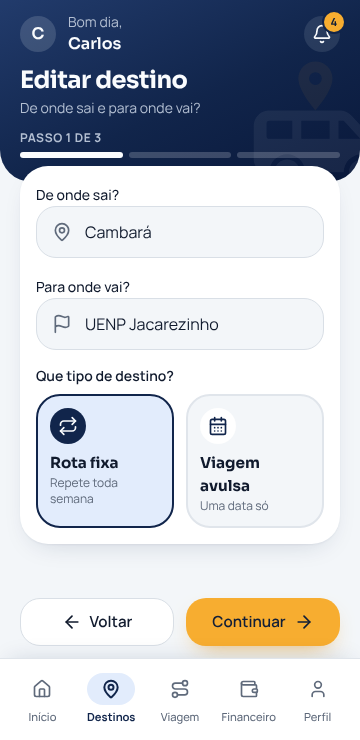 C
Bom dia,
Carlos
4
Editar destino
De onde sai e para onde vai?
PASSO 1 DE 3
De onde sai?
Cambará
Para onde vai?
UENP Jacarezinho
Que tipo de destino?
Rota fixa
Repete toda
semana
Viagem
avulsa
Uma data só
Voltar
Continuar
Início
Destinos
Viagem
Financeiro
Perfil